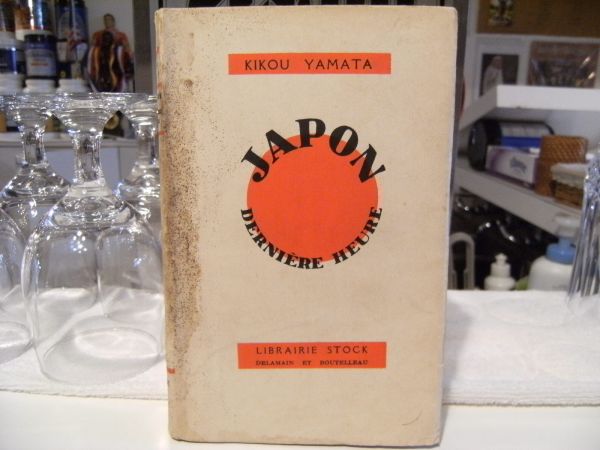 KIKOU YAMATA
JAPON
DERNIÈRE HEURE
LIBRAIRIE STOCK
DELAMAIN ET BOUTELLEAU